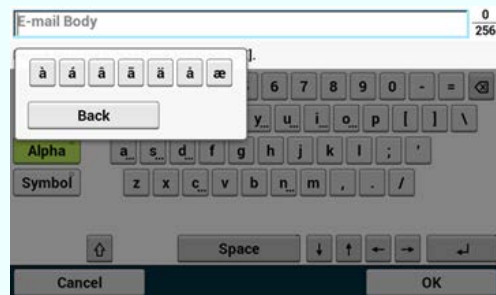 E-mail Body 0
256
].
à á â ã ä å æ
6 7 8 9 0 - =
Back
y... u... i... o... p [ ] \
Alpha a... s... d... f g h j k l ; '
Symbol z x c... v b n... m , . /
Space ↓ ↑ ← →
Cancel OK